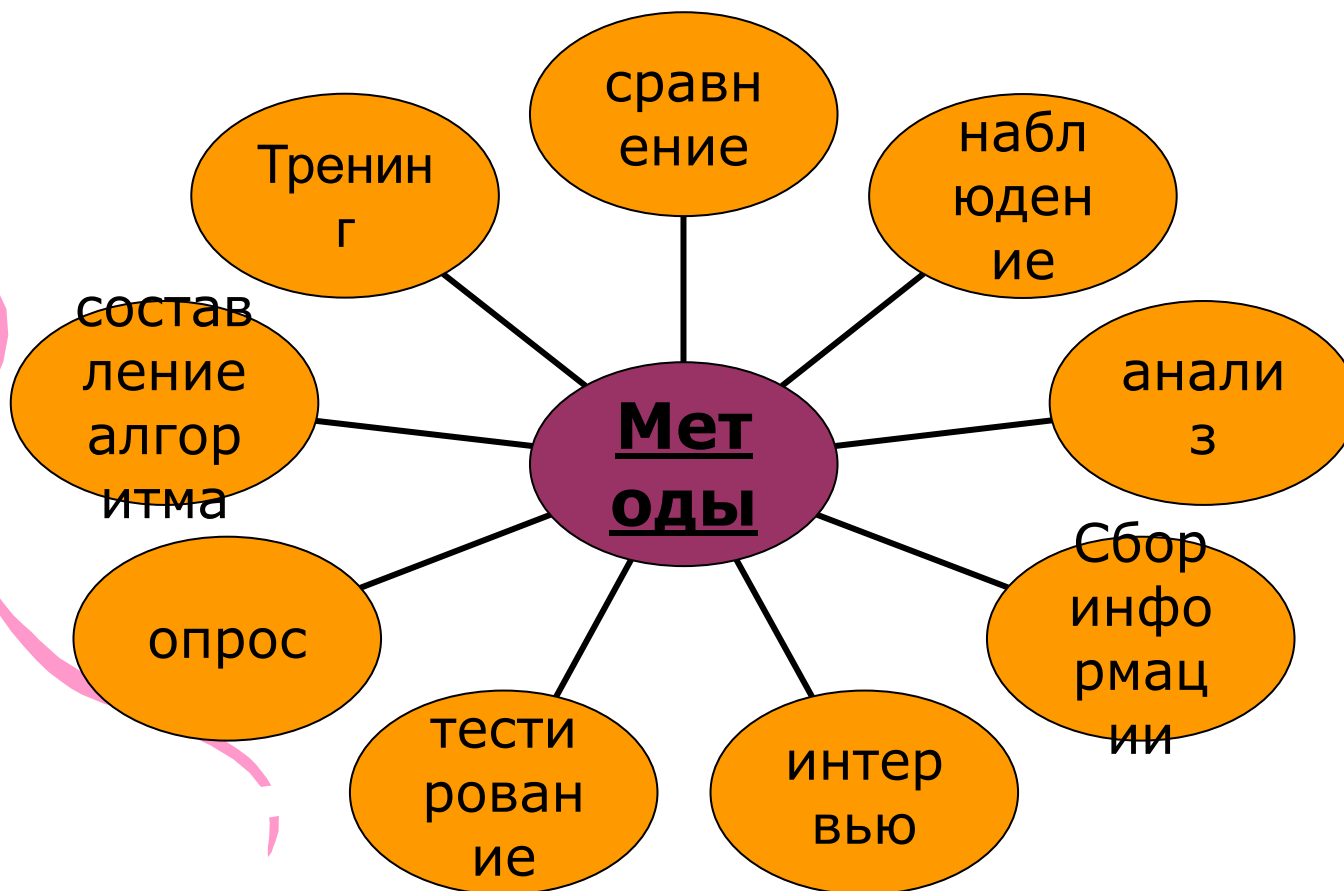 сравн
ение
набл
юден
ие
анали
з
Сбор
инфо
рмац
ии
интер
вью
тести
рован
ие
опрос
состав
ление
алгор
итма
Тренин
г
Мет
оды